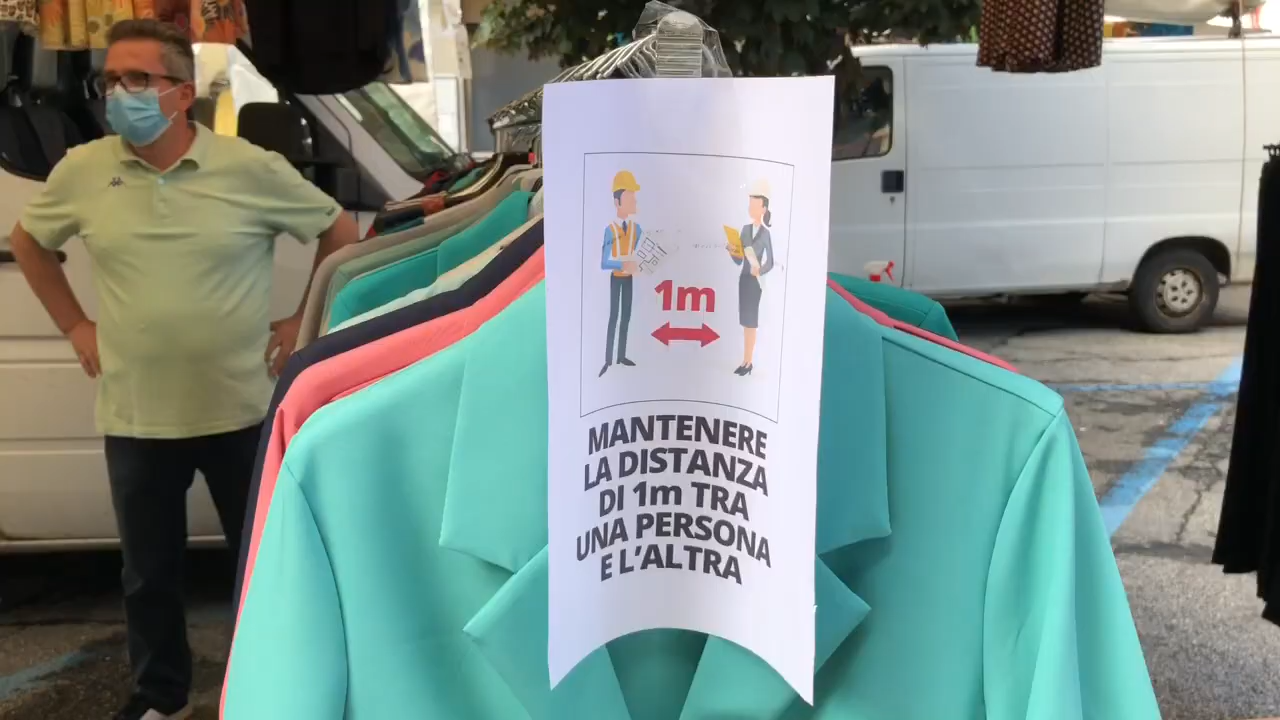 1m
MANTENERE
LA DISTANZA
DI 1m TRA
UNA PERSONA
E L'ALTRA